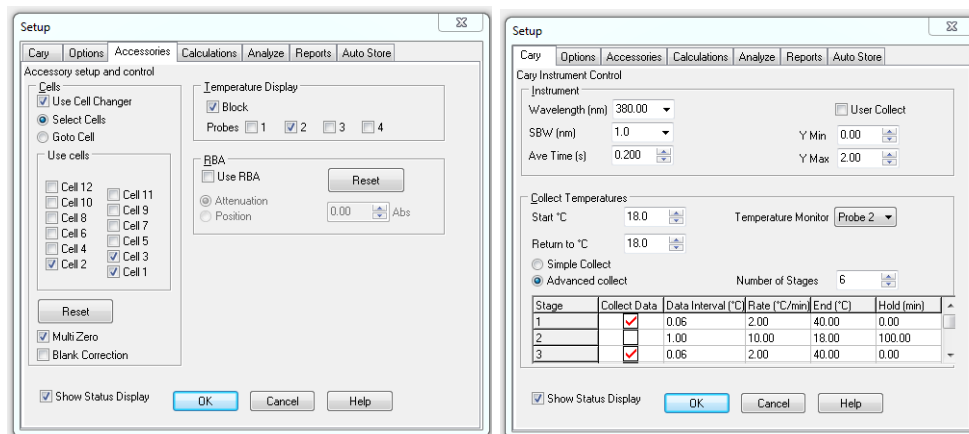 Setup
Cary Options Accessories Calculations Analyze Reports Auto Store
Accessory setup and control
Cells
Use Cell Changer
Select Cells
Goto Cell
Use cells
Cell 12
Cell 11
Cell 10
Cell 9
Cell 8
Cell 7
Cell 6
Cell 5
Cell 4
Cell 3
Cell 2
Cell 1
Reset
Multi Zero
Blank Correction
Temperature Display
Block
Probes 1 2 3 4
RBA
Use RBA
Reset
Attenuation
Position
0.00 Abs
Show Status Display OK Cancel Help
Setup
Cary Options Accessories Calculations Analyze Reports Auto Store
Cary Instrument Control
Instrument
Wavelength (nm) 380.00 User Collect
SBW (nm) 1.0 Y Min 0.00
Ave Time (s) 0.200 Y Max 2.00
Collect Temperatures
Start °C 18.0 Temperature Monitor Probe 2
Return to °C 18.0
Simple Collect
Advanced collect Number of Stages 6
Stage Collect Data Data Interval (°C) Rate (°C/min) End (°C) Hold (min)
1 0.06 2.00 40.00 0.00
2 1.00 10.00 18.00 100.00
3 0.06 2.00 40.00 0.00
Show Status Display OK Cancel Help